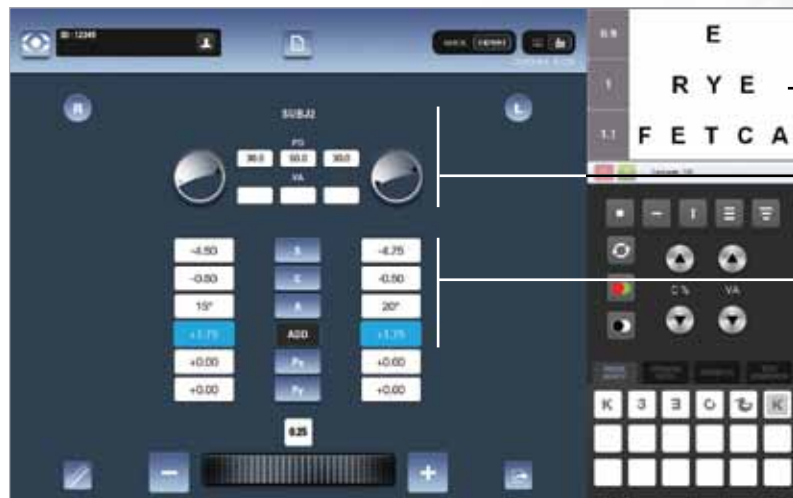 ID: 12345
R
L
SUBJ2
PD
30.0 60.0 30.0
VA
-4.50 S -4.75
-0.50 C -0.50
15° A 20°
+1.75 ADD +1.75
+0.00 Px +0.00
+0.00 Py +0.00
0.25
− +
0.9 E
1 R Y E
1.1 F E T C A
C % VA
K 3 E C K